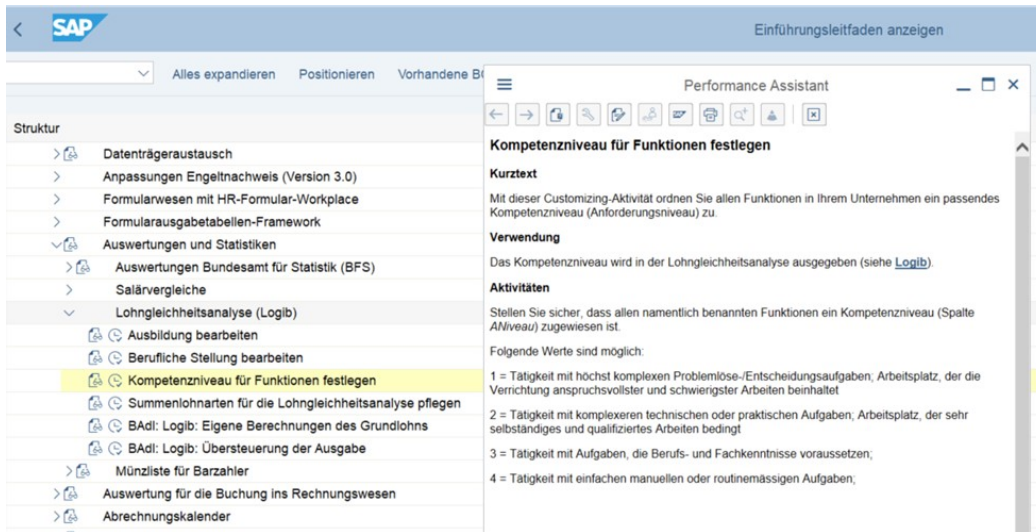 SAP
Einführungsleitfaden anzeigen
Alles expandieren Positionieren Vorhandene BC
Performance Assistant
Struktur
Datenträgeraustausch
Anpassungen Engeltnachweis (Version 3.0)
Formularwesen mit HR-Formular-Workplace
Formularausgabetabellen-Framework
Auswertungen und Statistiken
Auswertungen Bundesamt für Statistik (BFS)
Salärvergleiche
Lohngleichheitsanalyse (Logib)
Ausbildung bearbeiten
Berufliche Stellung bearbeiten
Kompetenzniveau für Funktionen festlegen
Summenlohnarten für die Lohngleichheitsanalyse pflegen
BAdI: Logib: Eigene Berechnungen des Grundlohns
BAdI: Logib: Übersteuerung der Ausgabe
Münzliste für Barzahler
Auswertung für die Buchung ins Rechnungswesen
Abrechnungskalender
Kompetenzniveau für Funktionen festlegen
Kurztext
Mit dieser Customizing-Aktivität ordnen Sie allen Funktionen in Ihrem Unternehmen ein passendes
Kompetenzniveau (Anforderungsniveau) zu.
Verwendung
Das Kompetenzniveau wird in der Lohngleichheitsanalyse ausgegeben (siehe Logib).
Aktivitäten
Stellen Sie sicher, dass allen namentlich benannten Funktionen ein Kompetenzniveau (Spalte
ANiveau) zugewiesen ist.
Folgende Werte sind möglich:
1 = Tätigkeit mit höchst komplexen Problemlöse-/Entscheidungsaufgaben; Arbeitsplatz, der die
Verrichtung anspruchsvollster und schwierigster Arbeiten beinhaltet
2 = Tätigkeit mit komplexeren technischen oder praktischen Aufgaben; Arbeitsplatz, der sehr
selbständiges und qualifiziertes Arbeiten bedingt
3 = Tätigkeit mit Aufgaben, die Berufs- und Fachkenntnisse voraussetzen;
4 = Tätigkeit mit einfachen manuellen oder routinemässigen Aufgaben;